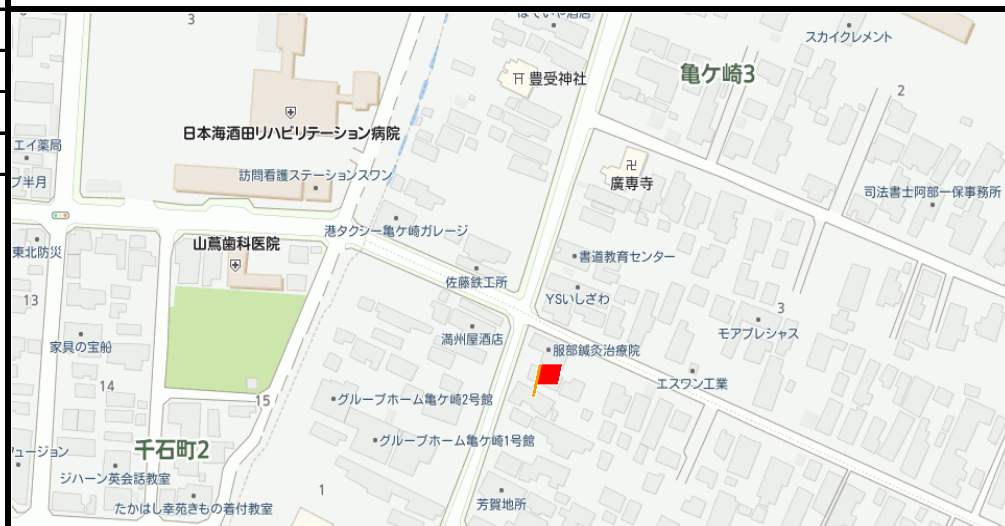 3
スカイクレメント
亀ケ崎3
豊受神社
2
日本海酒田リハビリテーション病院
エイ薬局
訪問看護ステーションスワン
廣専寺
司法書士阿部一保事務所
港タクシー亀ケ崎ガレージ
東北防災
山蔦歯科医院
書道教育センター
佐藤鉄工所
13
YSいしざわ
3
満州屋酒店
モアプレシャス
家具の宝船
服部鍼灸治療院
14
エスワン工業
15
グループホーム亀ケ崎2号館
千石町2
グループホーム亀ケ崎1号館
ジハーン英会話教室
1
たかはし幸苑きもの着付教室
芳賀地所